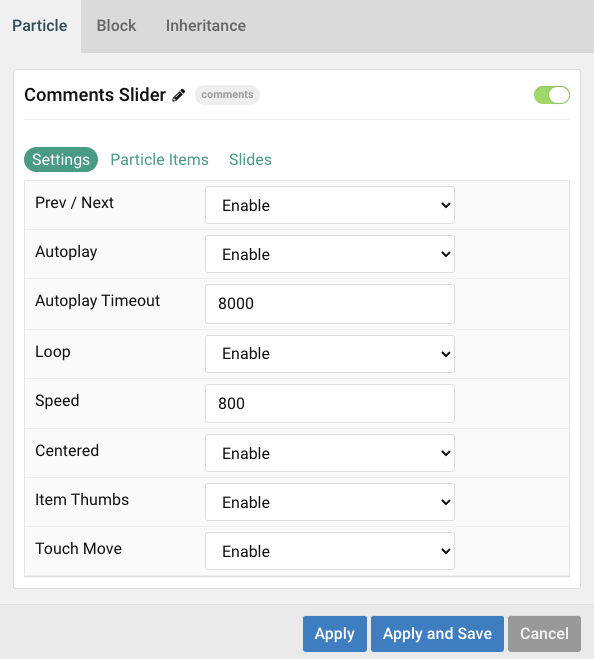 Particle Block Inheritance
Comments Slider comments
Settings Particle Items Slides
Prev / Next Enable
Autoplay Enable
Autoplay Timeout 8000
Loop Enable
Speed 800
Centered Enable
Item Thumbs Enable
Touch Move Enable
Apply Apply and Save Cancel